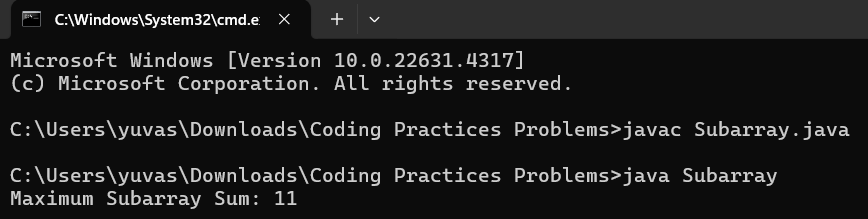 C:\Windows\System32\cmd.e
Microsoft Windows [Version 10.0.22631.4317]
(c) Microsoft Corporation. All rights reserved.
C:\Users\yuvas\Downloads\Coding Practices Problems>javac Subarray.java
C:\Users\yuvas\Downloads\Coding Practices Problems>java Subarray
Maximum Subarray Sum: 11